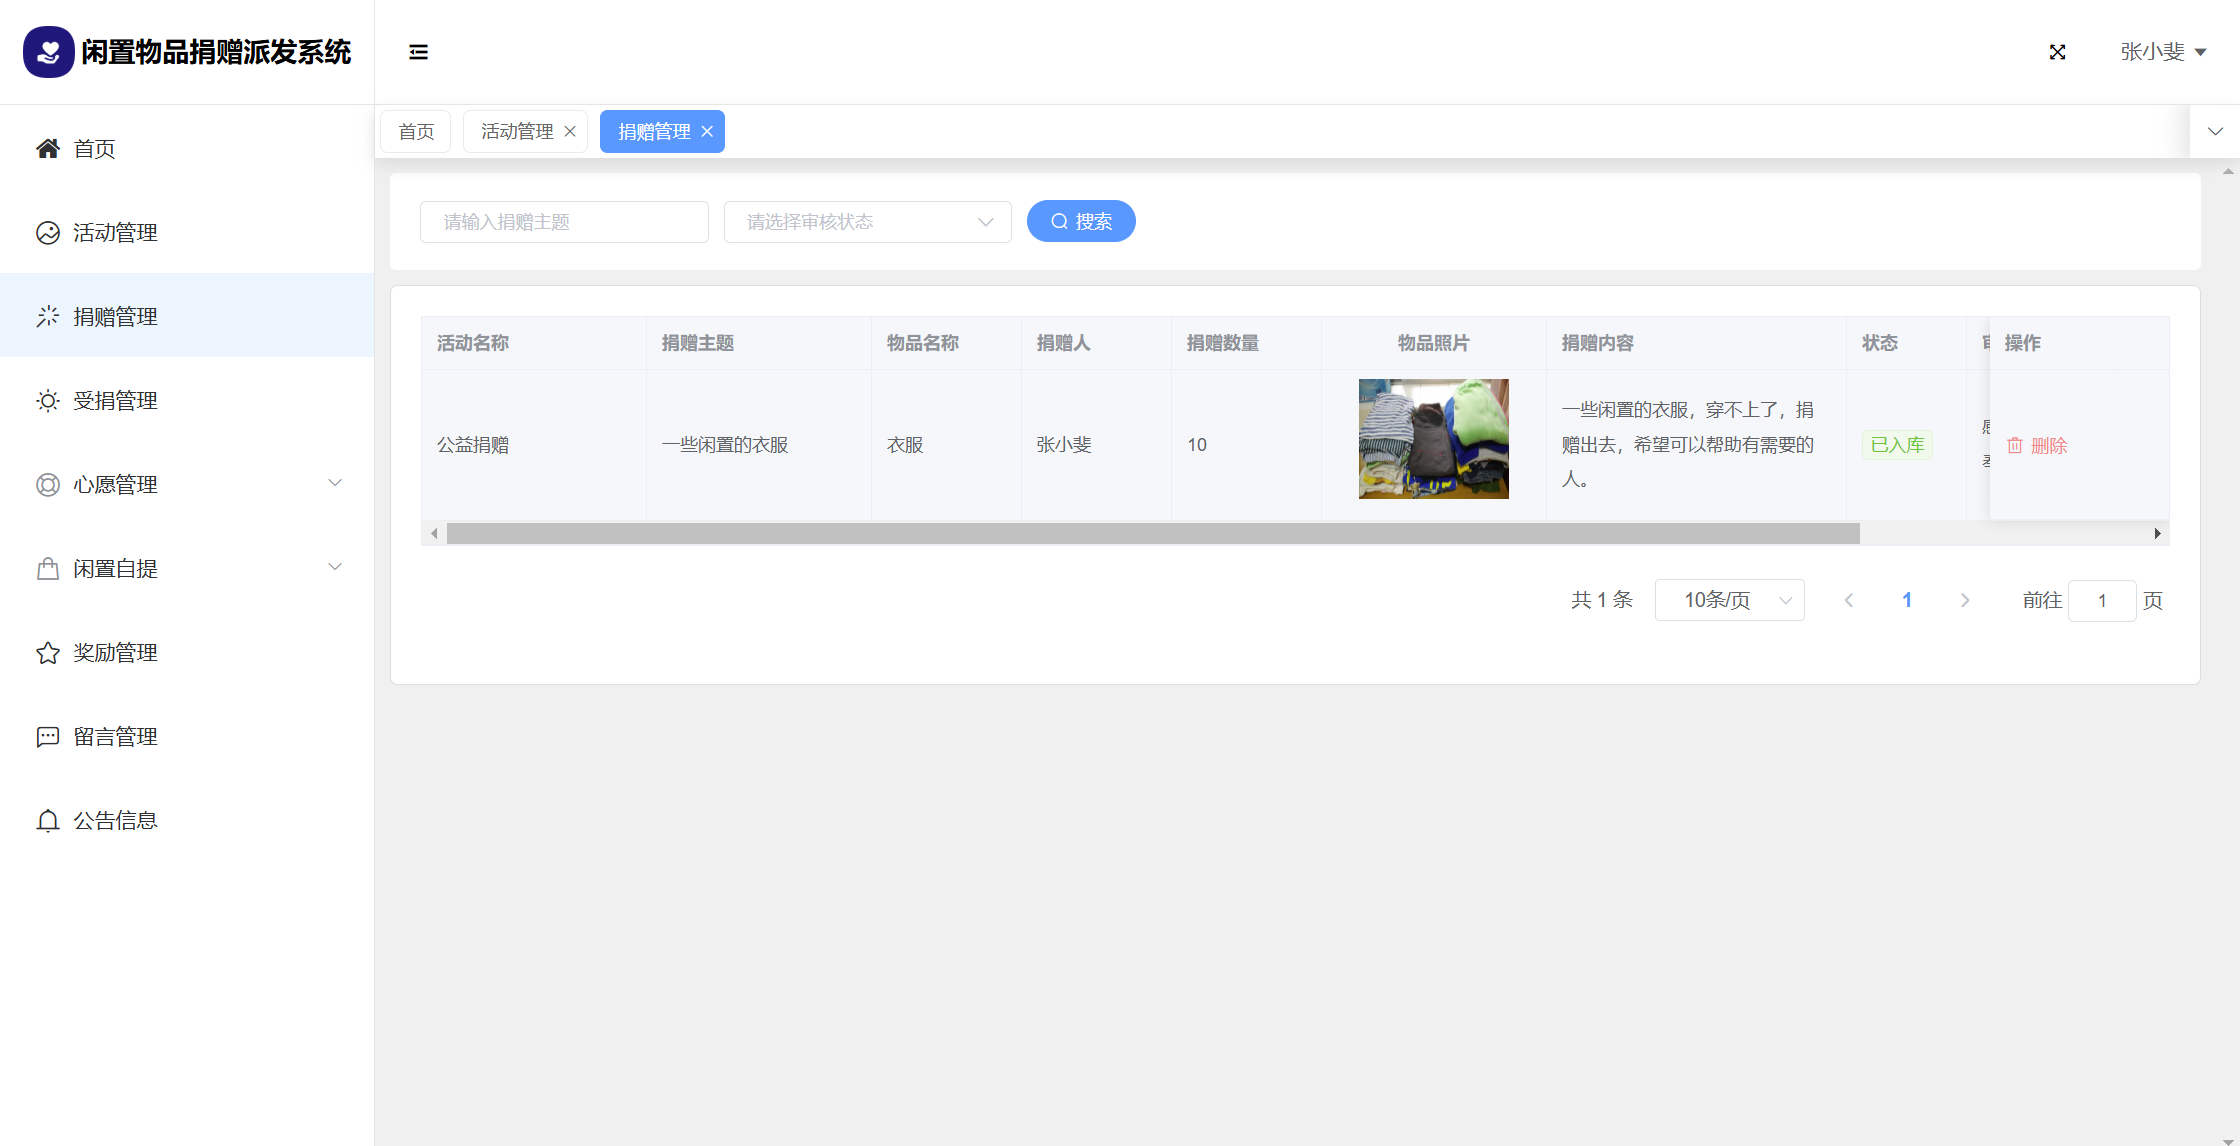 闲置物品捐赠派发系统
张小斐
首页
活动管理
捐赠管理
受捐管理
心愿管理
闲置自提
奖励管理
留言管理
公告信息
首页 活动管理 捐赠管理
请输入捐赠主题 请选择审核状态 搜索
活动名称 捐赠主题 物品名称 捐赠人 捐赠数量 物品照片 捐赠内容 状态 操作
公益捐赠 一些闲置的衣服 衣服 张小斐 10 一些闲置的衣服，穿不上了，捐
赠出去，希望可以帮助有需要的
人。
已入库 删除
共 1 条 10条/页 1 前往 1 页